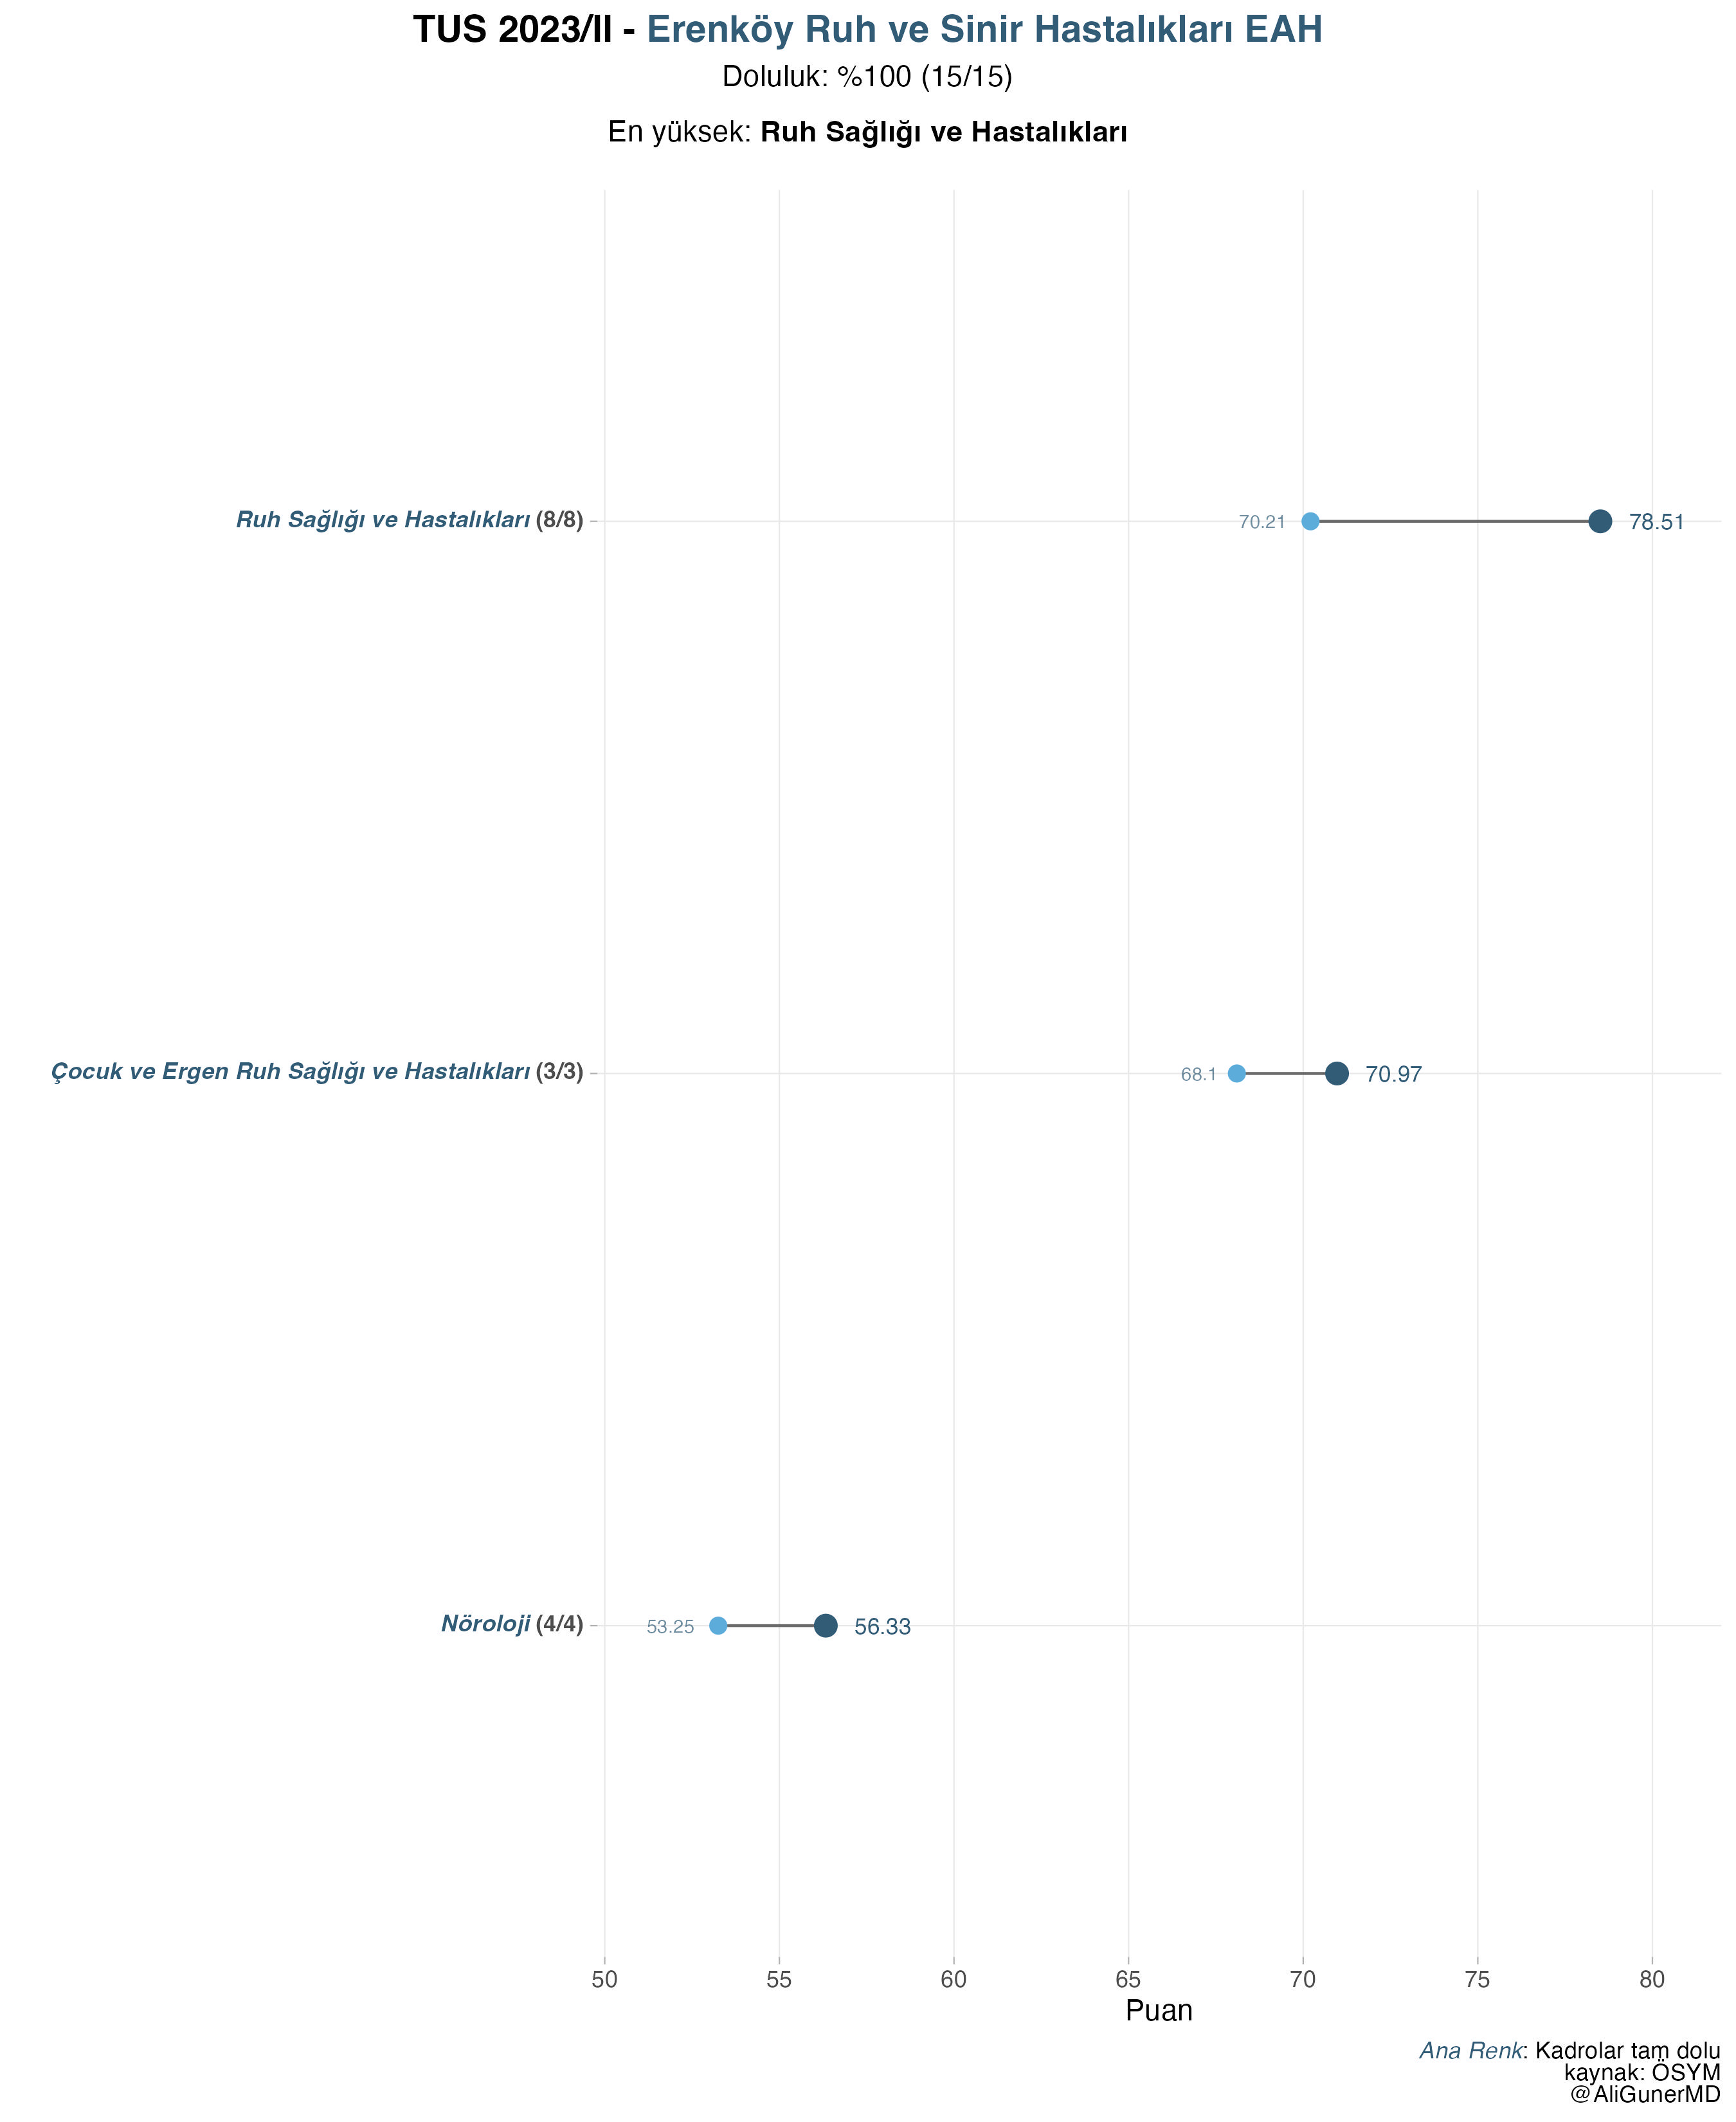 TUS 2023/II - Erenköy Ruh ve Sinir Hastalıkları EAH
Doluluk: %100 (15/15)
En yüksek: Ruh Sağlığı ve Hastalıkları
Ruh Sağlığı ve Hastalıkları (8/8)
70.21
78.51
Çocuk ve Ergen Ruh Sağlığı ve Hastalıkları (3/3)
68.1
70.97
Nöroloji (4/4)
53.25
56.33
50 55 60 65 70 75 80
Puan
Ana Renk: Kadrolar tam dolu
kaynak: ÖSYM
@AliGunerMD